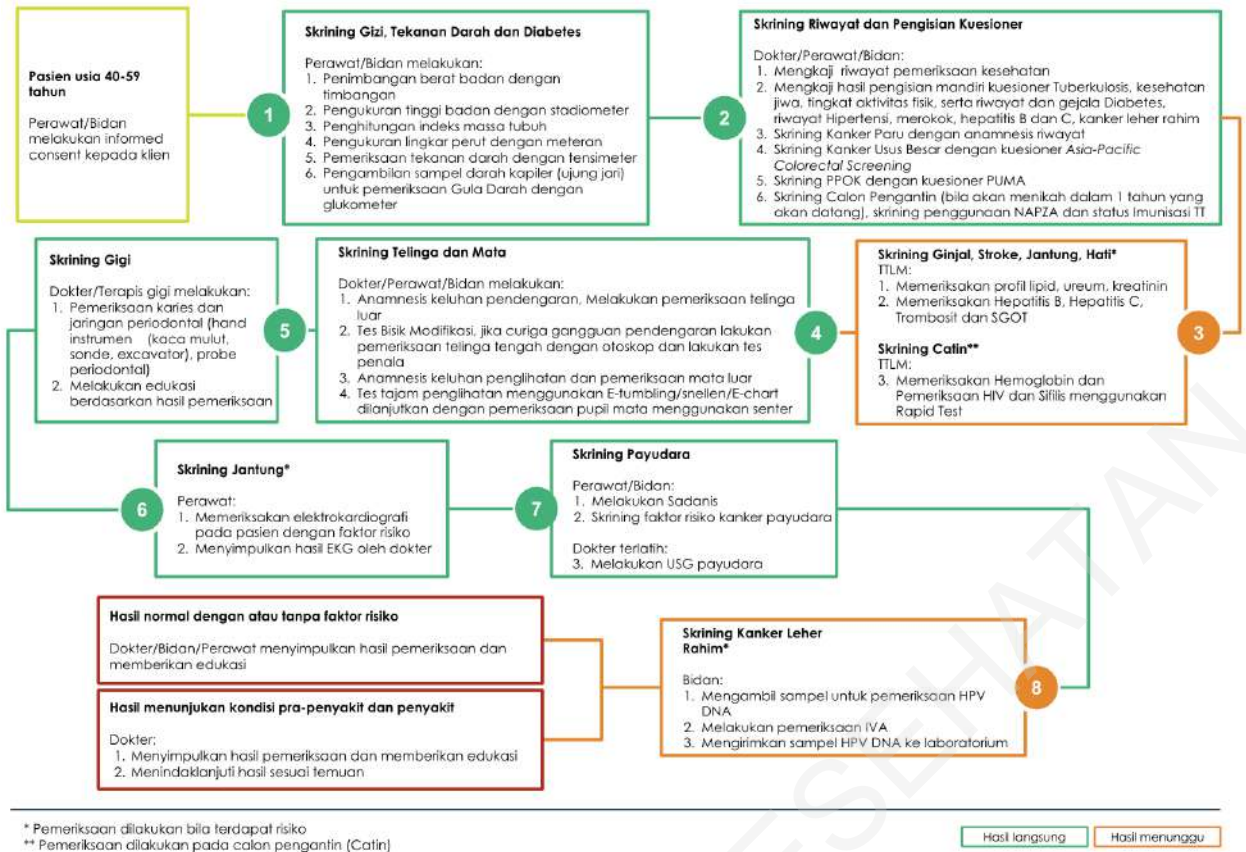 Pasien usia 40-59
tahun
Perawat/Bidan
melakukan informed
consent kepada klien
1
Skrining Gizi, Tekanan Darah dan Diabetes
Perawat/Bidan melakukan:
1. Penimbangan berat badan dengan
timbangan
2. Pengukuran tinggi badan dengan stadiometer
3. Penghitungan indeks massa tubuh
4. Pengukuran lingkar perut dengan meteran
5. Pemeriksaan tekanan darah dengan tensimeter
6. Pengambilan sampel darah kapiler (ujung jari)
untuk pemeriksaan Gula Darah dengan
glukometer
2
Skrining Riwayat dan Pengisian Kuesioner
Dokter/Perawat/Bidan:
1. Mengkaji riwayat pemeriksaan kesehatan
2. Mengkaji hasil pengisian mandiri kuesioner Tuberkulosis, kesehatan
jiwa, tingkat aktivitas fisik, serta riwayat dan gejala Diabetes,
riwayat Hipertensi, merokok, hepatitis B dan C, kanker leher rahim
3. Skrining Kanker Paru dengan anamnesis riwayat
4. Skrining Kanker Usus Besar dengan kuesioner Asia-Pacific
Colorectal Screening
5. Skrining PPOK dengan kuesioner PUMA
6. Skrining Calon Pengantin (bila akan menikah dalam 1 tahun yang
akan datang), skrining penggunaan NAPZA dan status Imunisasi TT
Skrining Ginjal, Stroke, Jantung, Hati*
TTLM:
1. Memeriksakan profil lipid, ureum, kreatinin
2. Memeriksakan Hepatitis B, Hepatitis C,
Trombosit dan SGOT
Skrining Catin**
TTLM:
3. Memeriksakan Hemoglobin dan
Pemeriksaan HIV dan Sifilis menggunakan
Rapid Test
3
Skrining Telinga dan Mata
Dokter/Perawat/Bidan melakukan:
1. Anamnesis keluhan pendengaran, Melakukan pemeriksaan telinga
luar
2. Tes Bisik Modifikasi, jika curiga gangguan pendengaran lakukan
pemeriksaan telinga tengah dengan otoskop dan lakukan tes
penala
3. Anamnesis keluhan penglihatan dan pemeriksaan mata luar
4. Tes tajam penglihatan menggunakan E-tumbling/snellen/E-chart
dilanjutkan dengan pemeriksaan pupil mata menggunakan senter
4
Skrining Gigi
Dokter/Terapis gigi melakukan:
1. Pemeriksaan karies dan
jaringan periodontal (hand
instrumen (kaca mulut,
sonde, excavator), probe
periodontal)
2. Melakukan edukasi
berdasarkan hasil pemeriksaan
5
6
Skrining Jantung*
Perawat:
1. Memeriksakan elektrokardiografi
pada pasien dengan faktor risiko
2. Menyimpulkan hasil EKG oleh dokter
7
Skrining Payudara
Perawat/Bidan:
1. Melakukan Sadanis
2. Skrining faktor risiko kanker payudara
Dokter terlatih:
3. Melakukan USG payudara
Skrining Kanker Leher
Rahim*
Bidan:
1. Mengambil sampel untuk pemeriksaan HPV
DNA
2. Melakukan pemeriksaan IVA
3. Mengirimkan sampel HPV DNA ke laboratorium
8
Hasil normal dengan atau tanpa faktor risiko
Dokter/Bidan/Perawat menyimpulkan hasil pemeriksaan dan
memberikan edukasi
Hasil menunjukan kondisi pra-penyakit dan penyakit
Dokter:
1. Menyimpulkan hasil pemeriksaan dan memberikan edukasi
2. Menindaklanjuti hasil sesuai temuan
* Pemeriksaan dilakukan bila terdapat risiko
** Pemeriksaan dilakukan pada calon pengantin (Catin)
Hasil langsung
Hasil menunggu
ESEHATAN